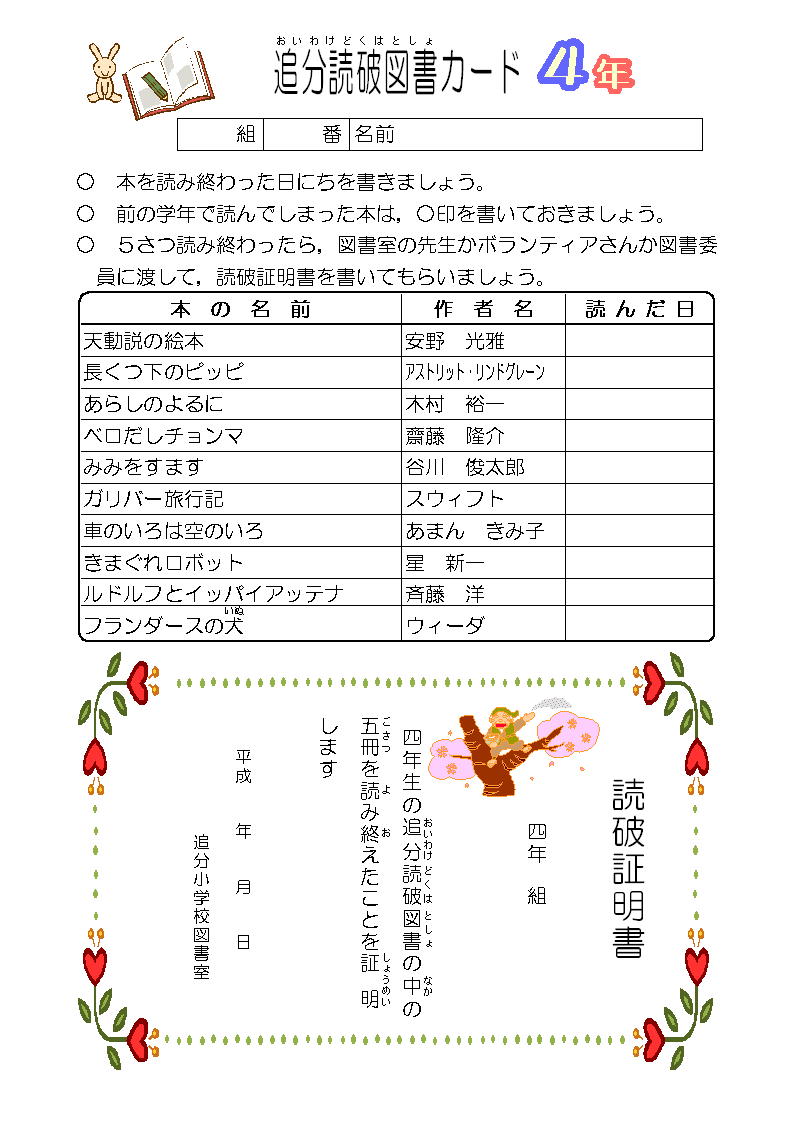 おいわけどくはとしょ
追分読破図書カード 4年
組 番 名前
○ 本を読み終わった日にちを書きましょう。
○ 前の学年で読んでしまった本は，○印を書いておきましょう。
○ ５さつ読み終わったら，図書室の先生かボランティアさんか図書委
員に渡して，読破証明書を書いてもらいましょう。
本の名前 作者名 読んだ日
天動説の絵本 安野 光雅
長くつ下のピッピ ｱｽﾄﾘｯﾄ･ﾘﾝﾄﾞｸﾞﾚｰﾝ
あらしのよるに 木村 裕一
ベロだしチョンマ 齋藤 隆介
みみをすます 谷川 俊太郎
ガリバー旅行記 スウィフト
車のいろは空のいろ あまん きみ子
きまぐれロボット 星 新一
ルドルフとイッパイアッテナ 斉藤 洋
いぬ
フランダースの犬 ウィーダ
読破証明書
四年 組
四年生の追分読破図書の中の
おいわけ どくは としょ なか
五冊を読み終えたことを証明
ごさつ よ お しょうめい
します
平成 年 月 日
追分小学校図書室